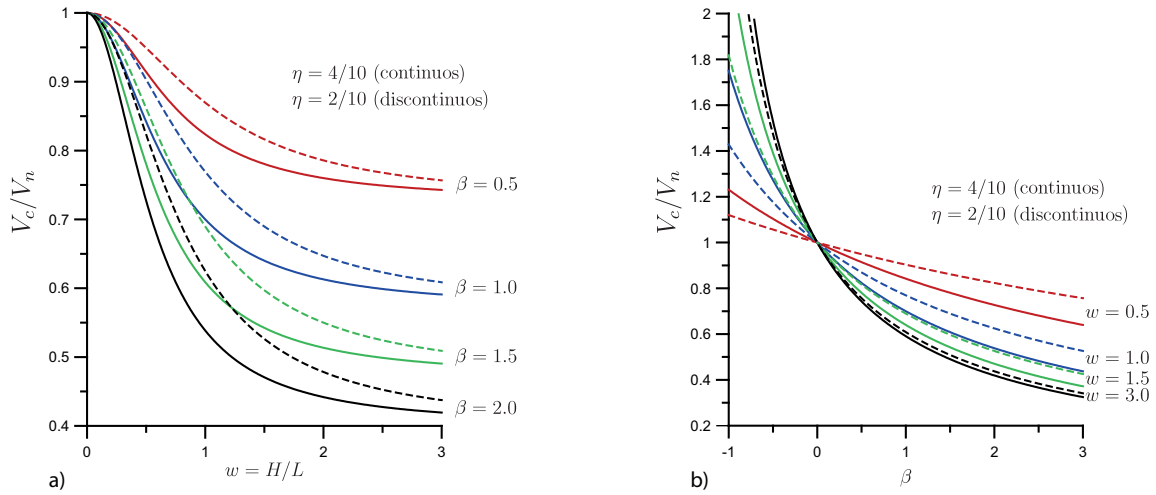 1
0.9
0.8
0.7
0.6
0.5
0.4
V_c/V_n
η = 4/10 (continuos)
η = 2/10 (discontinuos)
β = 0.5
β = 1.0
β = 1.5
β = 2.0
0 1 2 3
w = H/L
a)
2
1.8
1.6
1.4
1.2
1
0.8
0.6
0.4
0.2
V_c/V_n
η = 4/10 (continuos)
η = 2/10 (discontinuos)
w = 0.5
w = 1.0
w = 1.5
w = 3.0
-1 0 1 2 3
β
b)